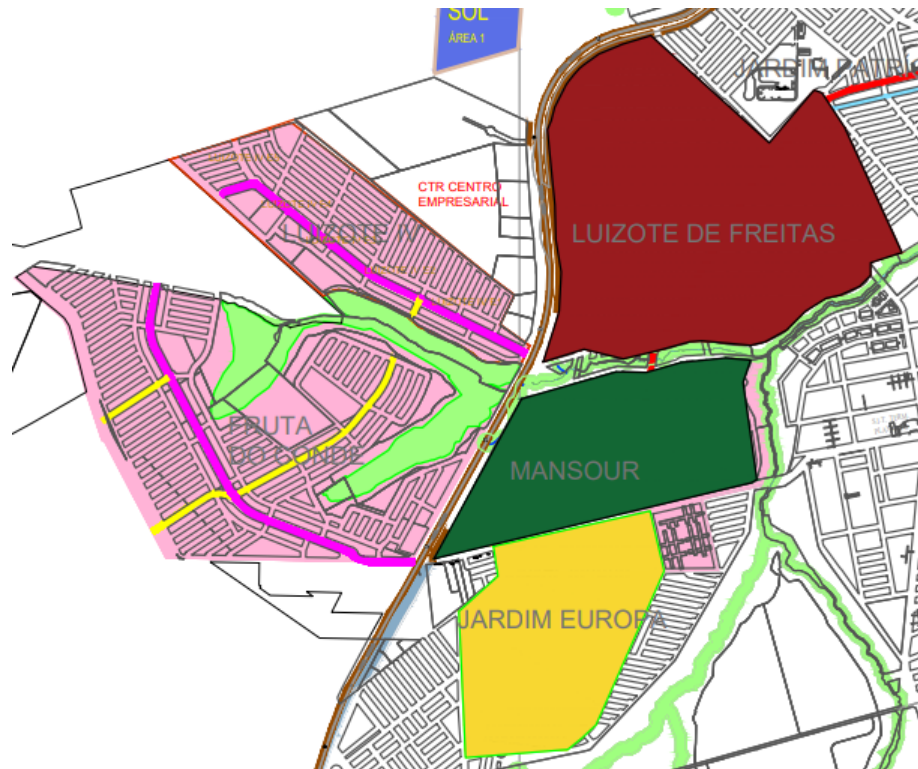 SOL
ÁREA 1
JARDIM PATRI
CTR CENTRO
EMPRESARIAL
LUIZOTE IV
LUIZOTE DE FREITAS
FRUTA
DO CONDE
MANSOUR
JARDIM EUROPA